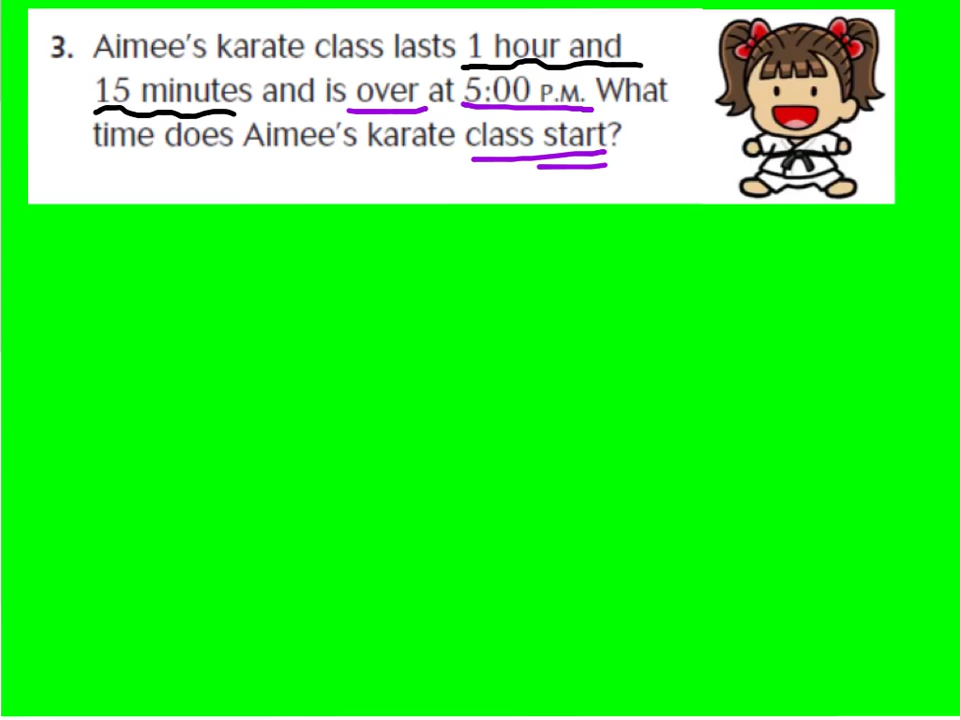 3. Aimee's karate class lasts 1 hour and
15 minutes and is over at 5:00 P.M. What
time does Aimee's karate class start?